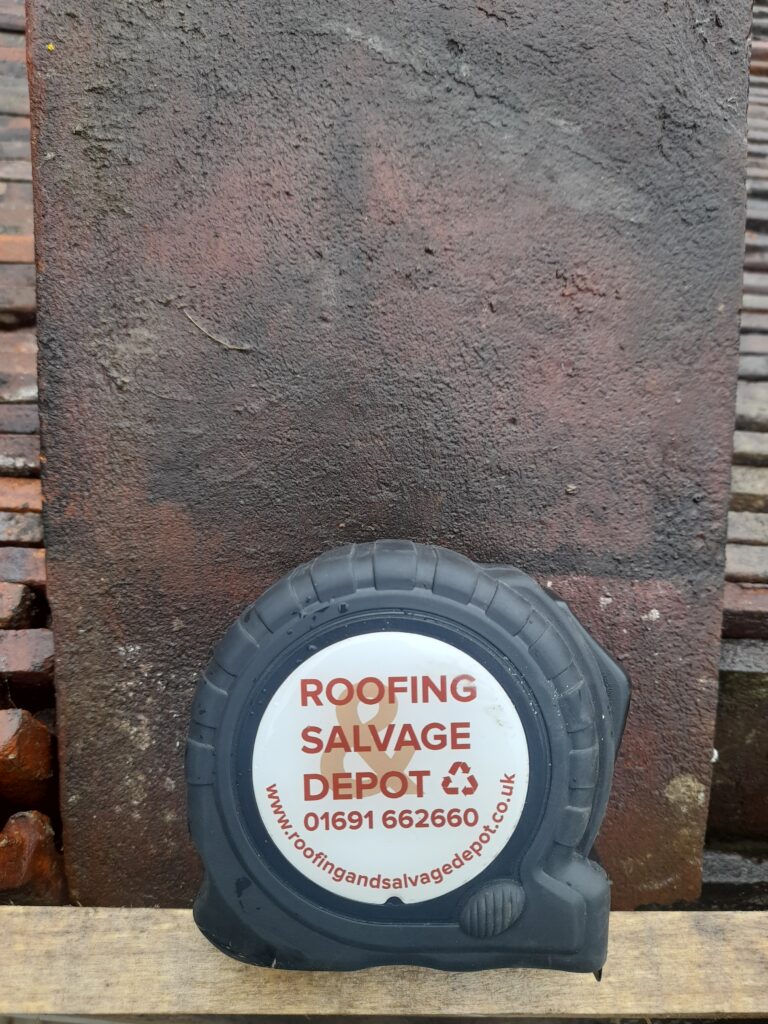 ROOFING
&
SALVAGE
DEPOT
01691 662660
www.roofingandsalvagedepot.co.uk